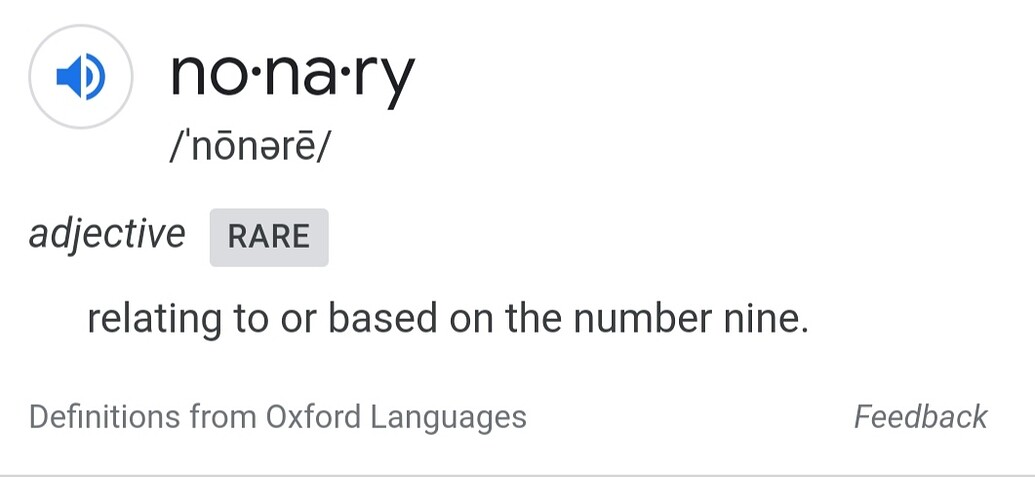 no·na·ry
/ˈnōnərē/
adjective RARE
relating to or based on the number nine.
Definitions from Oxford Languages Feedback